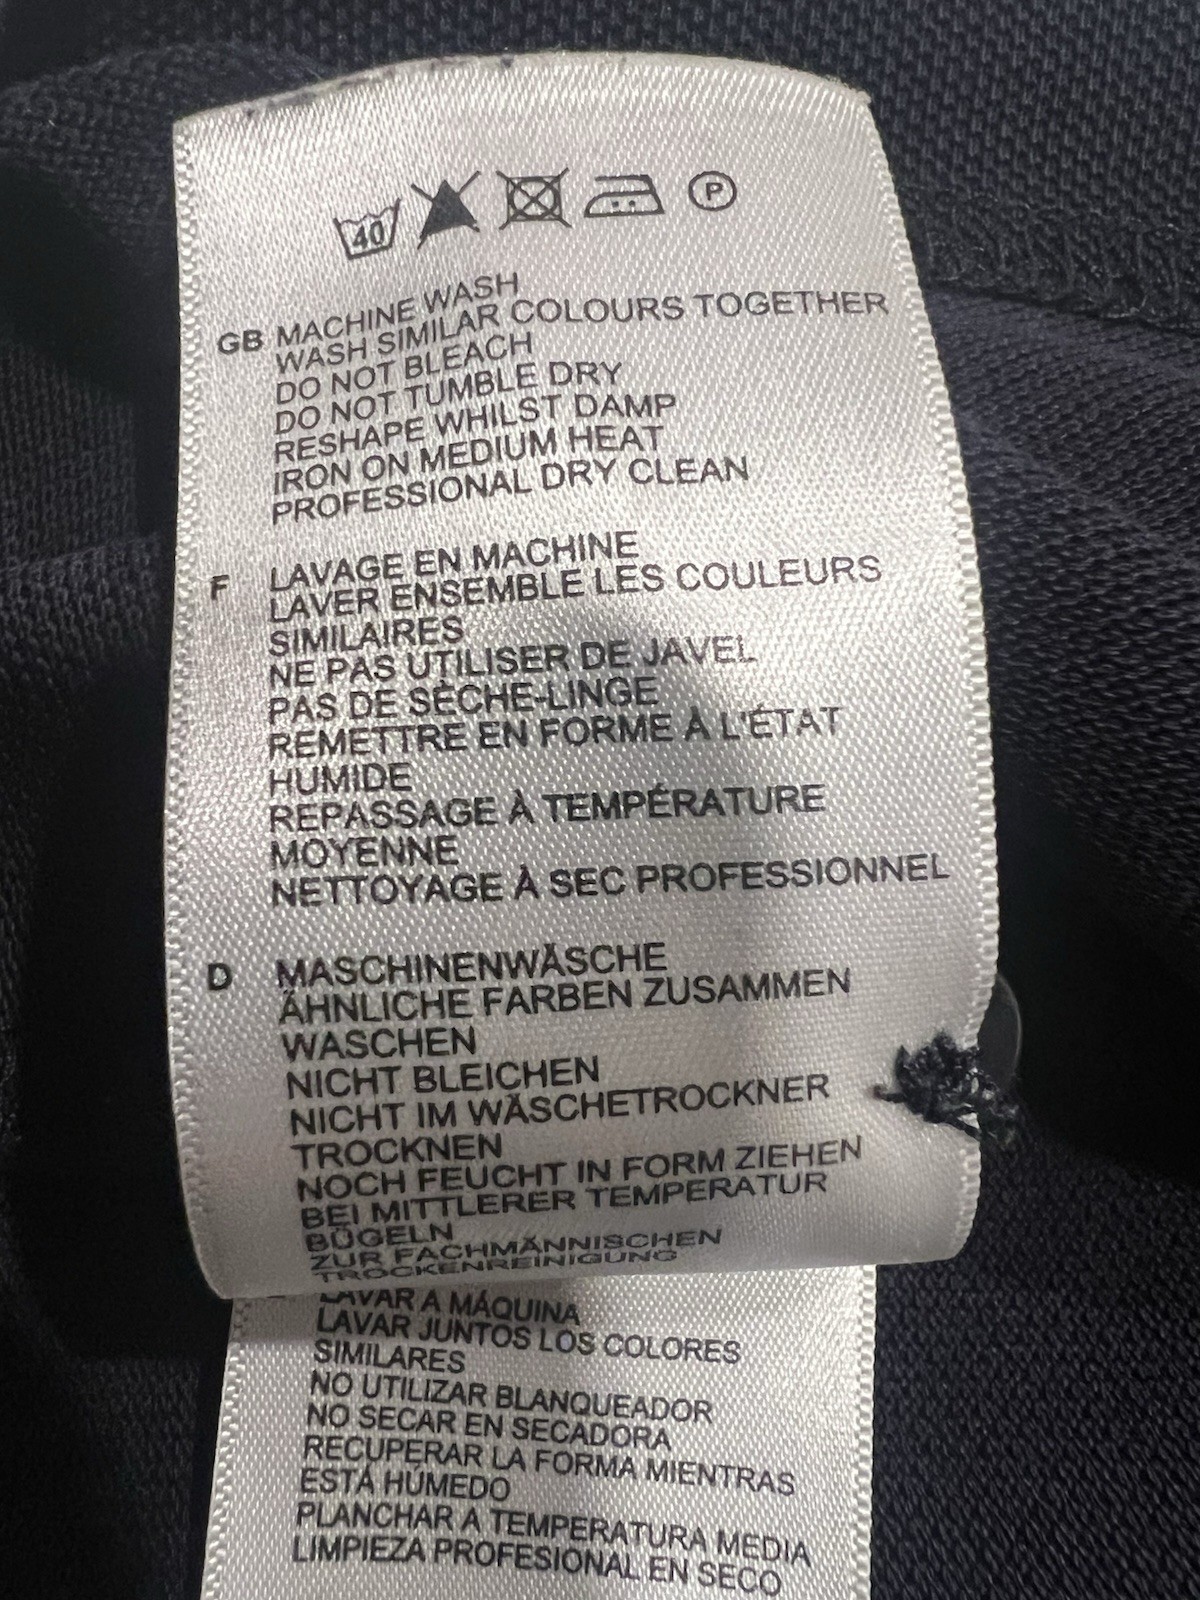 40 P
GB MACHINE WASH
WASH SIMILAR COLOURS TOGETHER
DO NOT BLEACH
DO NOT TUMBLE DRY
RESHAPE WHILST DAMP
IRON ON MEDIUM HEAT
PROFESSIONAL DRY CLEAN
F LAVAGE EN MACHINE
LAVER ENSEMBLE LES COULEURS
SIMILAIRES
NE PAS UTILISER DE JAVEL
PAS DE SÈCHE-LINGE
REMETTRE EN FORME À L'ÉTAT
HUMIDE
REPASSAGE À TEMPÉRATURE
MOYENNE
NETTOYAGE À SEC PROFESSIONNEL
D MASCHINENWÄSCHE
ÄHNLICHE FARBEN ZUSAMMEN
WASCHEN
NICHT BLEICHEN
NICHT IM WÄSCHETROCKNER
TROCKNEN
NOCH FEUCHT IN FORM ZIEHEN
BEI MITTLERER TEMPERATUR
BÜGELN
ZUR FACHMÄNNISCHEN
TROCKENREINIGUNG
LAVAR A MÁQUINA
LAVAR JUNTOS LOS COLORES
SIMILARES
NO UTILIZAR BLANQUEADOR
NO SECAR EN SECADORA
RECUPERAR LA FORMA MIENTRAS
ESTÁ HÚMEDO
PLANCHAR A TEMPERATURA MEDIA
LIMPIEZA PROFESIONAL EN SECO